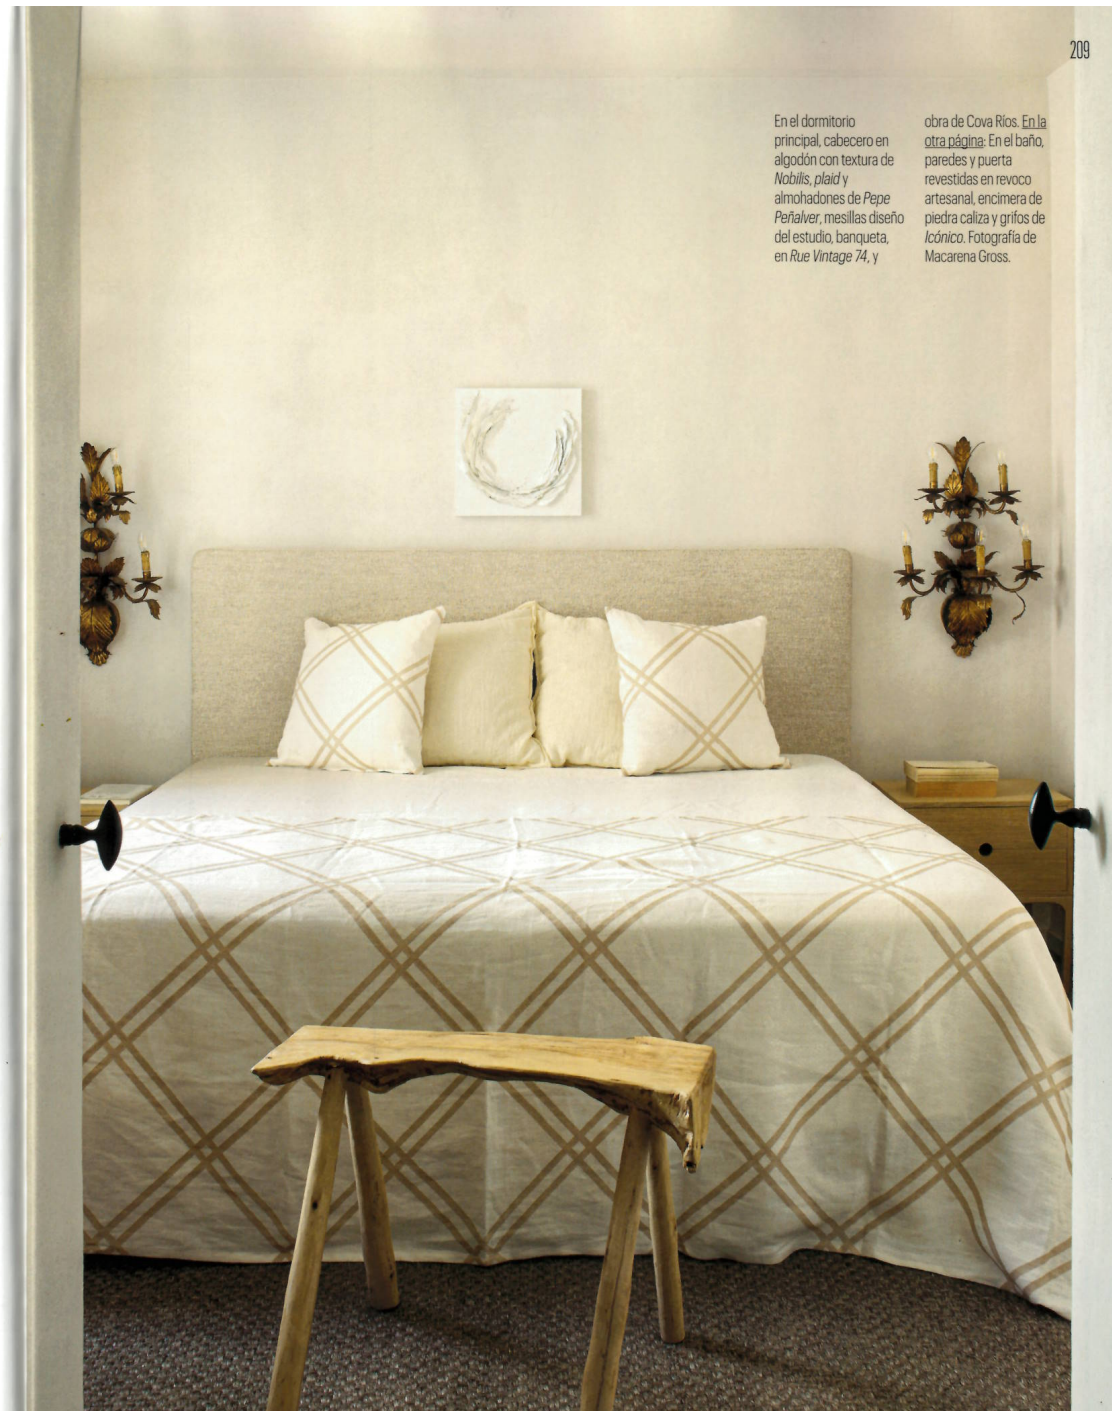 209
En el dormitorio
principal, cabecero en
algodón con textura de
Nobilis, plaid y
almohadones de Pepe
Peñalver, mesillas diseño
del estudio, banqueta,
en Rue Vintage 74, y
obra de Cova Ríos. En la
otra página: En el baño,
paredes y puerta
revestidas en revoco
artesanal, encimera de
piedra caliza y grifos de
Icónico. Fotografía de
Macarena Gross.